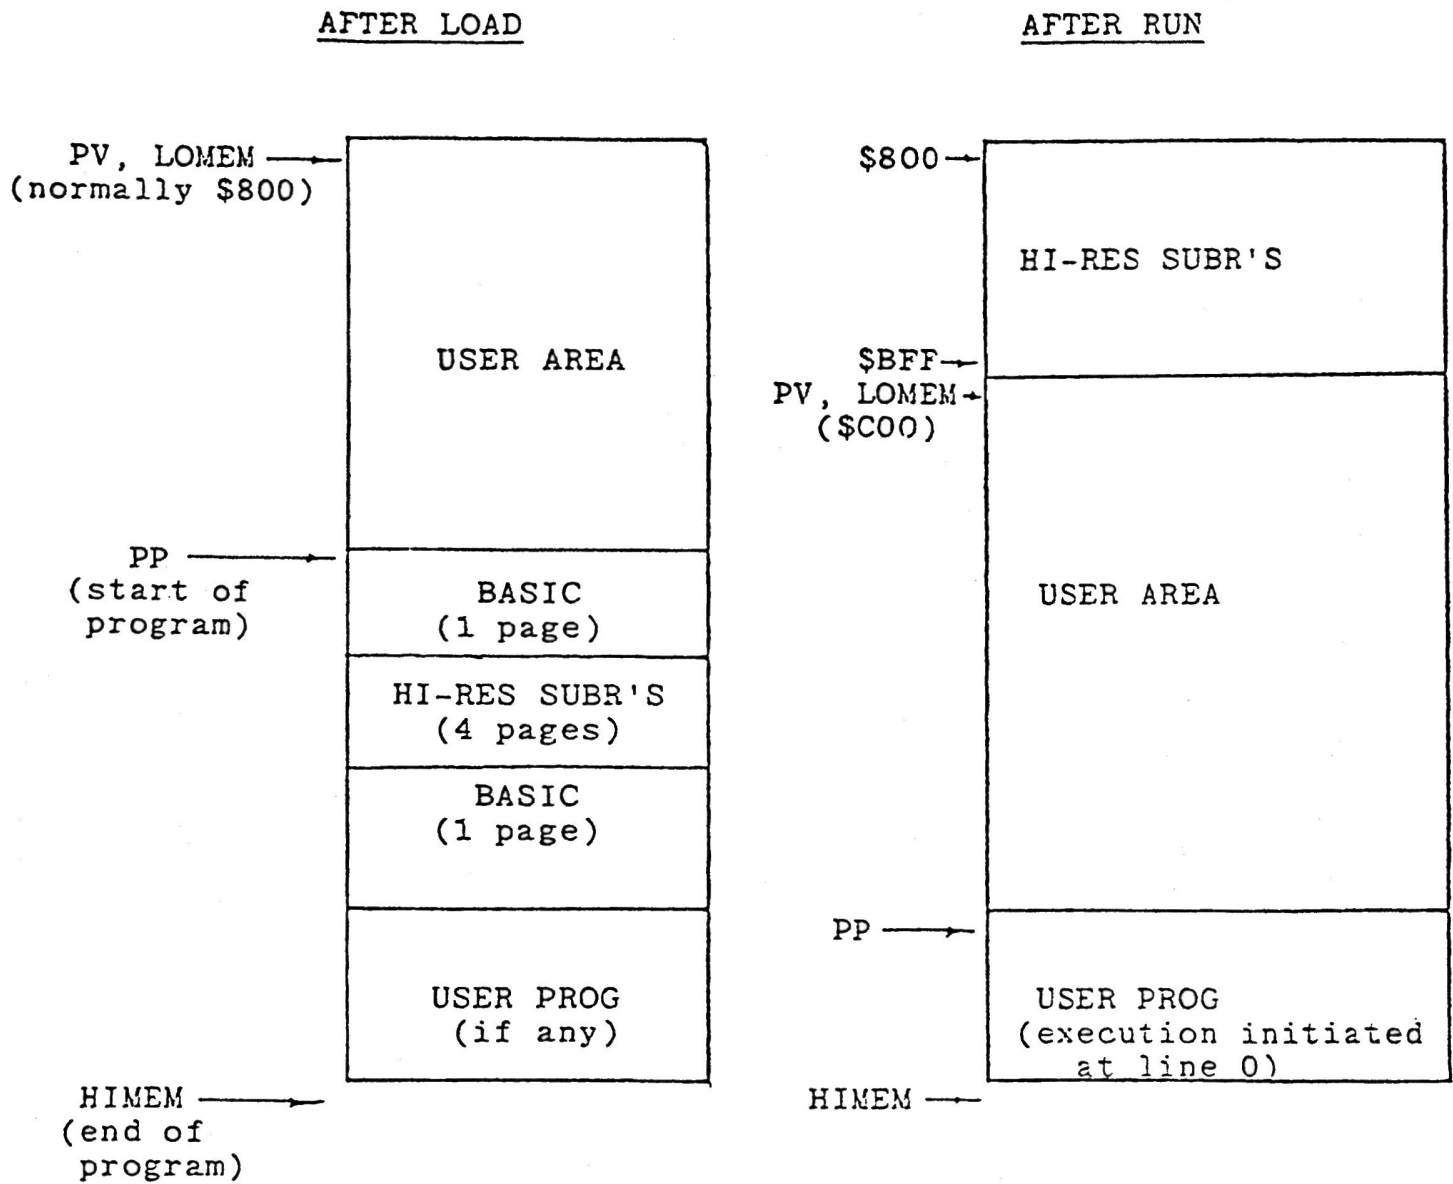 AFTER LOAD
PV, LOMEM
(normally $800)
USER AREA
PP
(start of
program)
BASIC
(1 page)
HI-RES SUBR'S
(4 pages)
BASIC
(1 page)
USER PROG
(if any)
HIMEM
(end of
program)
AFTER RUN
$800
HI-RES SUBR'S
$BFF
PV, LOMEM
($C00)
USER AREA
PP
USER PROG
(execution initiated
at line 0)
HIMEM